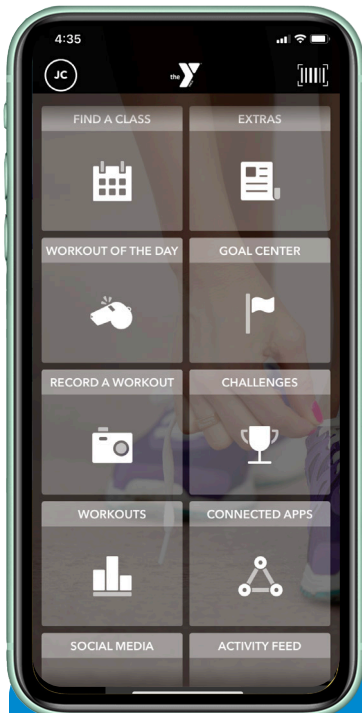 4:35
JC
the Y
FIND A CLASS
EXTRAS
WORKOUT OF THE DAY
GOAL CENTER
RECORD A WORKOUT
CHALLENGES
WORKOUTS
CONNECTED APPS
SOCIAL MEDIA
ACTIVITY FEED